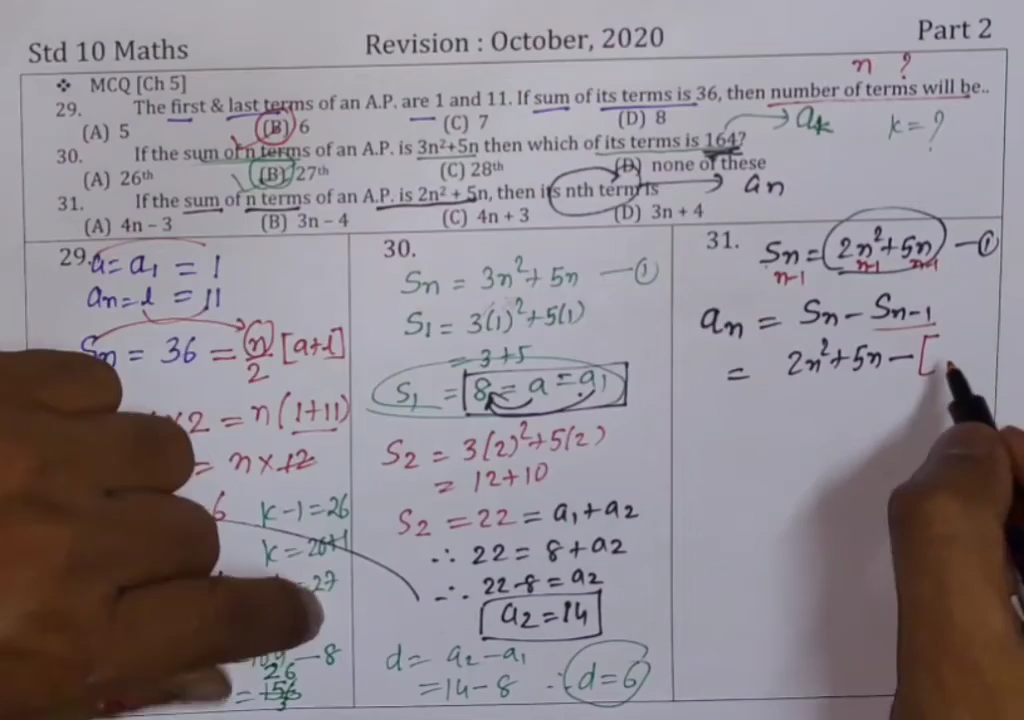 Std 10 Maths Revision : October, 2020 Part 2
❖ MCQ [Ch 5] n ?
29. The first & last terms of an A.P. are 1 and 11. If sum of its terms is 36, then number of terms will be..
(A) 5 (B) 6 (C) 7 (D) 8 → ak k = ?
30. If the sum of n terms of an A.P. is 3n²+5n then which of its terms is 164?
(A) 26th (B) 27th (C) 28th (D) none of these
31. If the sum of n terms of an A.P. is 2n² + 5n, then its nth term is → an
(A) 4n – 3 (B) 3n – 4 (C) 4n + 3 (D) 3n + 4
29. a = a1 = 1
an = l = 11
Sn = 36 = n/2 [a+l]
×2 = n(1+11)
= n×12
6 k-1=26
k = 26+1
= 27
-8
26
= 156
30.
Sn = 3n²+5n —①
S1 = 3(1)²+5(1)
= 3+5
S1 = 8 = a = a1
S2 = 3(2)²+5(2)
= 12+10
S2 = 22 = a1+a2
∴ 22 = 8+a2
∴ 22-8 = a2
a2 = 14
d = a2-a1
= 14-8 ∴ d=6
31. Sn = 2n²+5n —①
n-1 n-1 n-1
an = Sn - Sn-1
= 2n²+5n - [